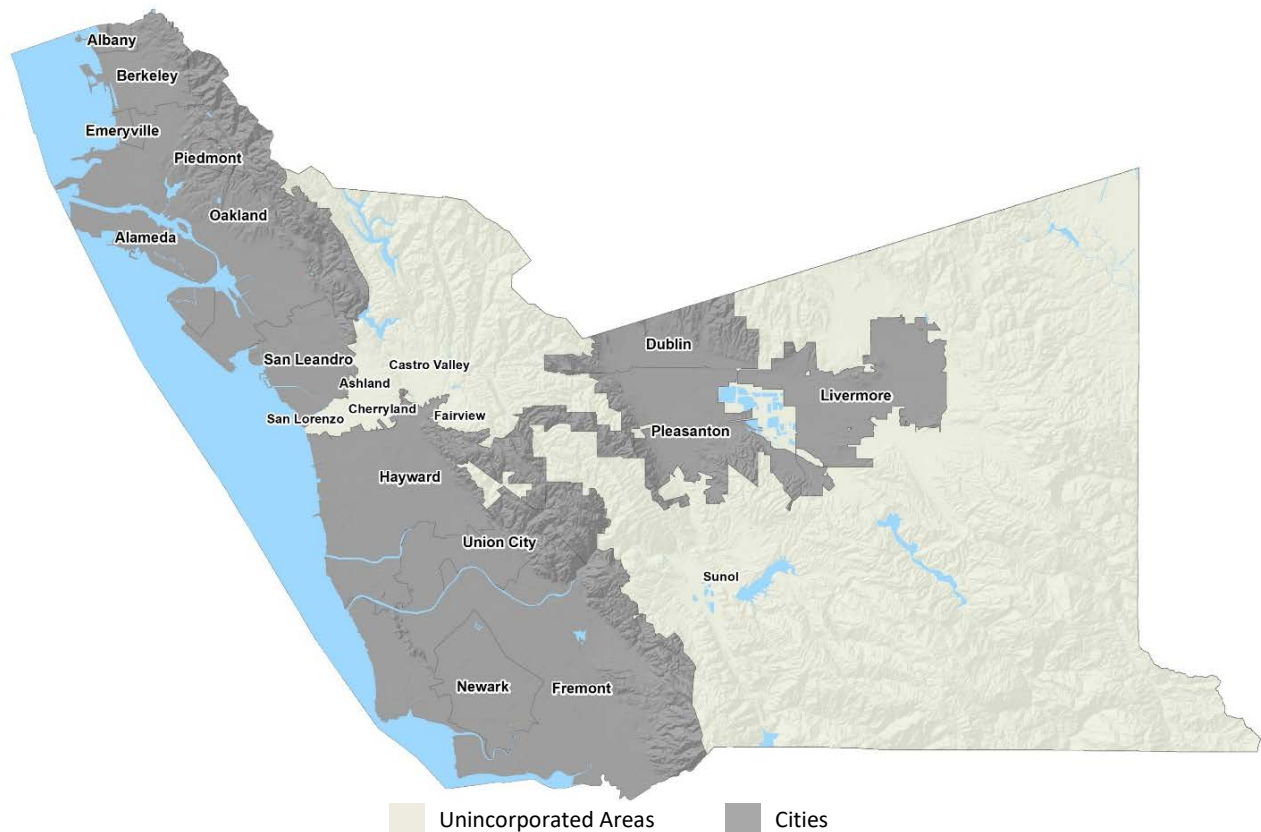 Albany
Berkeley
Emeryville
Piedmont
Oakland
Alameda
San Leandro
Dublin
Castro Valley
Ashland
Livermore
Cherryland
San Lorenzo
Fairview
Pleasanton
Hayward
Union City
Sunol
Newark
Fremont
Unincorporated Areas
Cities